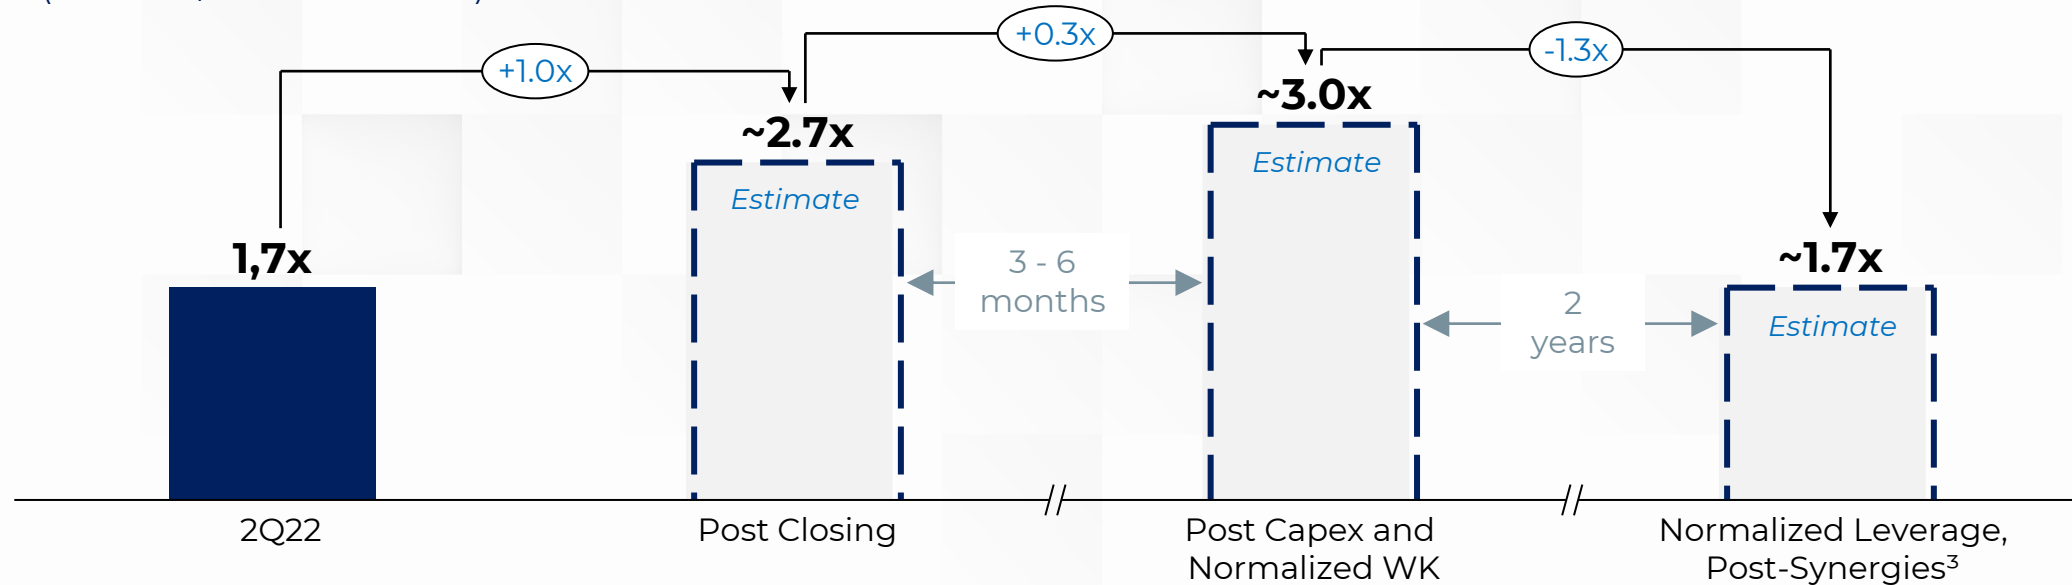 +1.0x
+0.3x
-1.3x
1,7x
~2.7x
~3.0x
~1.7x
Estimate
Estimate
Estimate
3 - 6
months
2
years
2Q22
Post Closing
Post Capex and
Normalized WK
Normalized Leverage,
Post-Synergies³